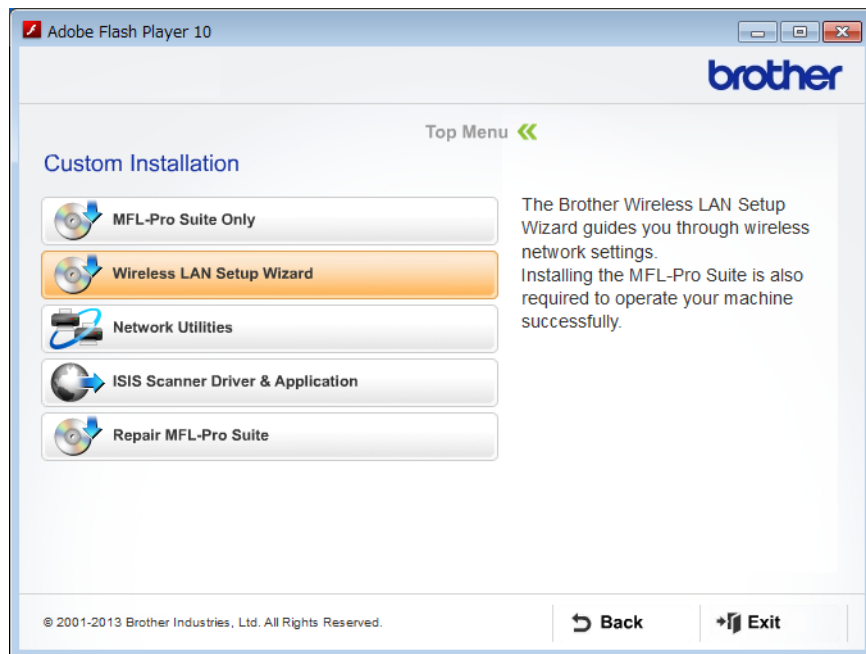 Adobe Flash Player 10
brother
Top Menu
Custom Installation
MFL-Pro Suite Only
Wireless LAN Setup Wizard
Network Utilities
ISIS Scanner Driver & Application
Repair MFL-Pro Suite
The Brother Wireless LAN Setup
Wizard guides you through wireless
network settings.
Installing the MFL-Pro Suite is also
required to operate your machine
successfully.
© 2001-2013 Brother Industries, Ltd. All Rights Reserved.
Back
Exit